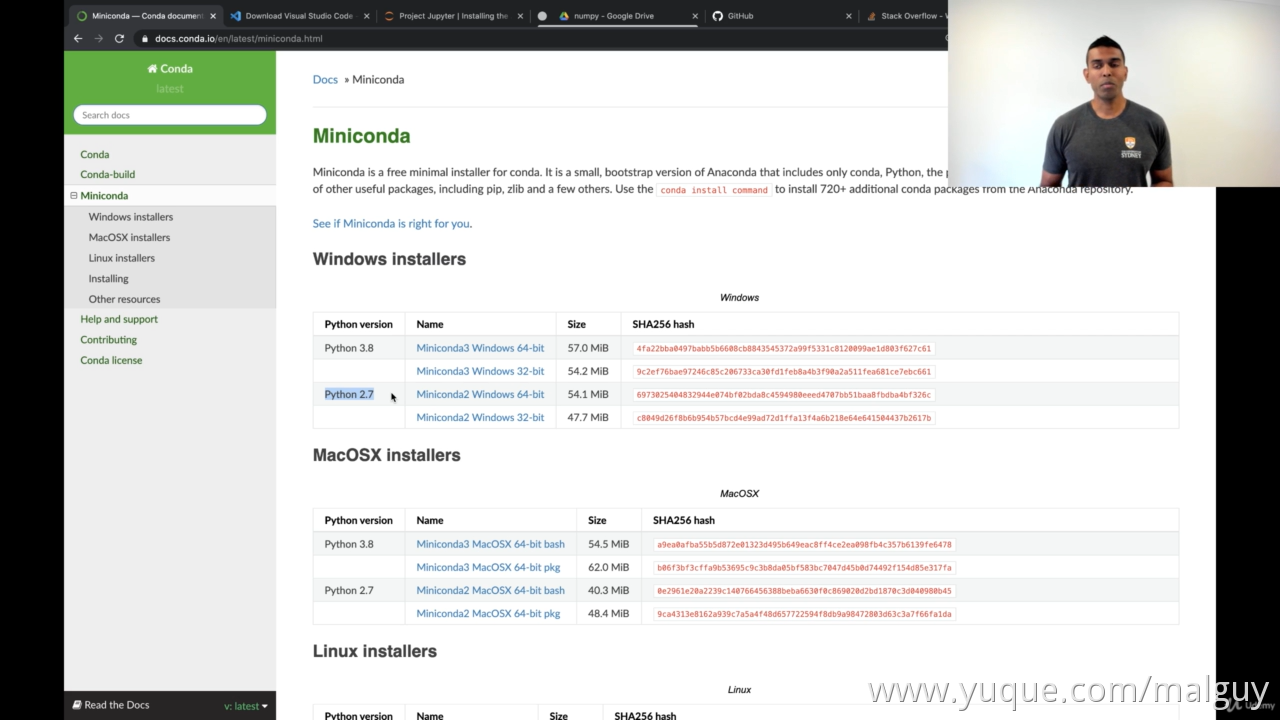 Miniconda — Conda document
Download Visual Studio Code
Project Jupyter | Installing the
numpy - Google Drive
GitHub
Stack Overflow -
docs.conda.io/en/latest/miniconda.html
Conda
latest
Search docs
Conda
Conda-build
Miniconda
Windows installers
MacOSX installers
Linux installers
Installing
Other resources
Help and support
Contributing
Conda license
Read the Docs
v: latest
Docs » Miniconda
Miniconda
Miniconda is a free minimal installer for conda. It is a small, bootstrap version of Anaconda that includes only conda, Python, the
of other useful packages, including pip, zlib and a few others. Use the conda install command to install 720+ additional conda packages from the Anaconda repository.
See if Miniconda is right for you.
Windows installers
Windows
Python version Name Size SHA256 hash
Python 3.8 Miniconda3 Windows 64-bit 57.0 MiB 4fa22bba0497babb5b6608cb8843545372a99f5331c8120099ae1d803f627c61
Miniconda3 Windows 32-bit 54.2 MiB 9c2ef76bae97246c85c206733ca30fd1feb8a4b3f90a2a511fea681ce7ebc661
Python 2.7 Miniconda2 Windows 64-bit 54.1 MiB 6973025404832944e074bf02bda8c4594980eeed4707bb51baa8fbdba4bf326c
Miniconda2 Windows 32-bit 47.7 MiB c8049d26f8b6b954b57bcd4e99ad72d1ffa13f4a6b218e64e641504437b2617b
MacOSX installers
MacOSX
Python version Name Size SHA256 hash
Python 3.8 Miniconda3 MacOSX 64-bit bash 54.5 MiB a9ea0afba55b5d872e01323d495b649eac8ff4ce2ea098fb4c357b6139fe6478
Miniconda3 MacOSX 64-bit pkg 62.0 MiB b06f3bf3cffa9b53695c9c3b8da05bf583bc7047d45b0d74492f154d85e317fa
Python 2.7 Miniconda2 MacOSX 64-bit bash 40.3 MiB 0e2961e20a2239c140766456388beba6630f0c869020d2bd1870c3d040980b45
Miniconda2 MacOSX 64-bit pkg 48.4 MiB 9ca4313e8162a939c7a5a4f48d657722594f8db9a98472803d63c3a7f66fa1da
Linux installers
Linux
Python version Name Size SHA256 hash
SYDNEY
www.yuque.com/malguy
Udemy